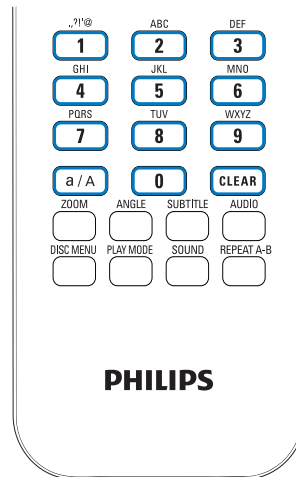 .,?!'@ ABC DEF
1 2 3
GHI JKL MNO
4 5 6
PQRS TUV WXYZ
7 8 9
a / A 0 CLEAR
ZOOM ANGLE SUBTITLE AUDIO
DISC MENU PLAY MODE SOUND REPEAT A-B
PHILIPS